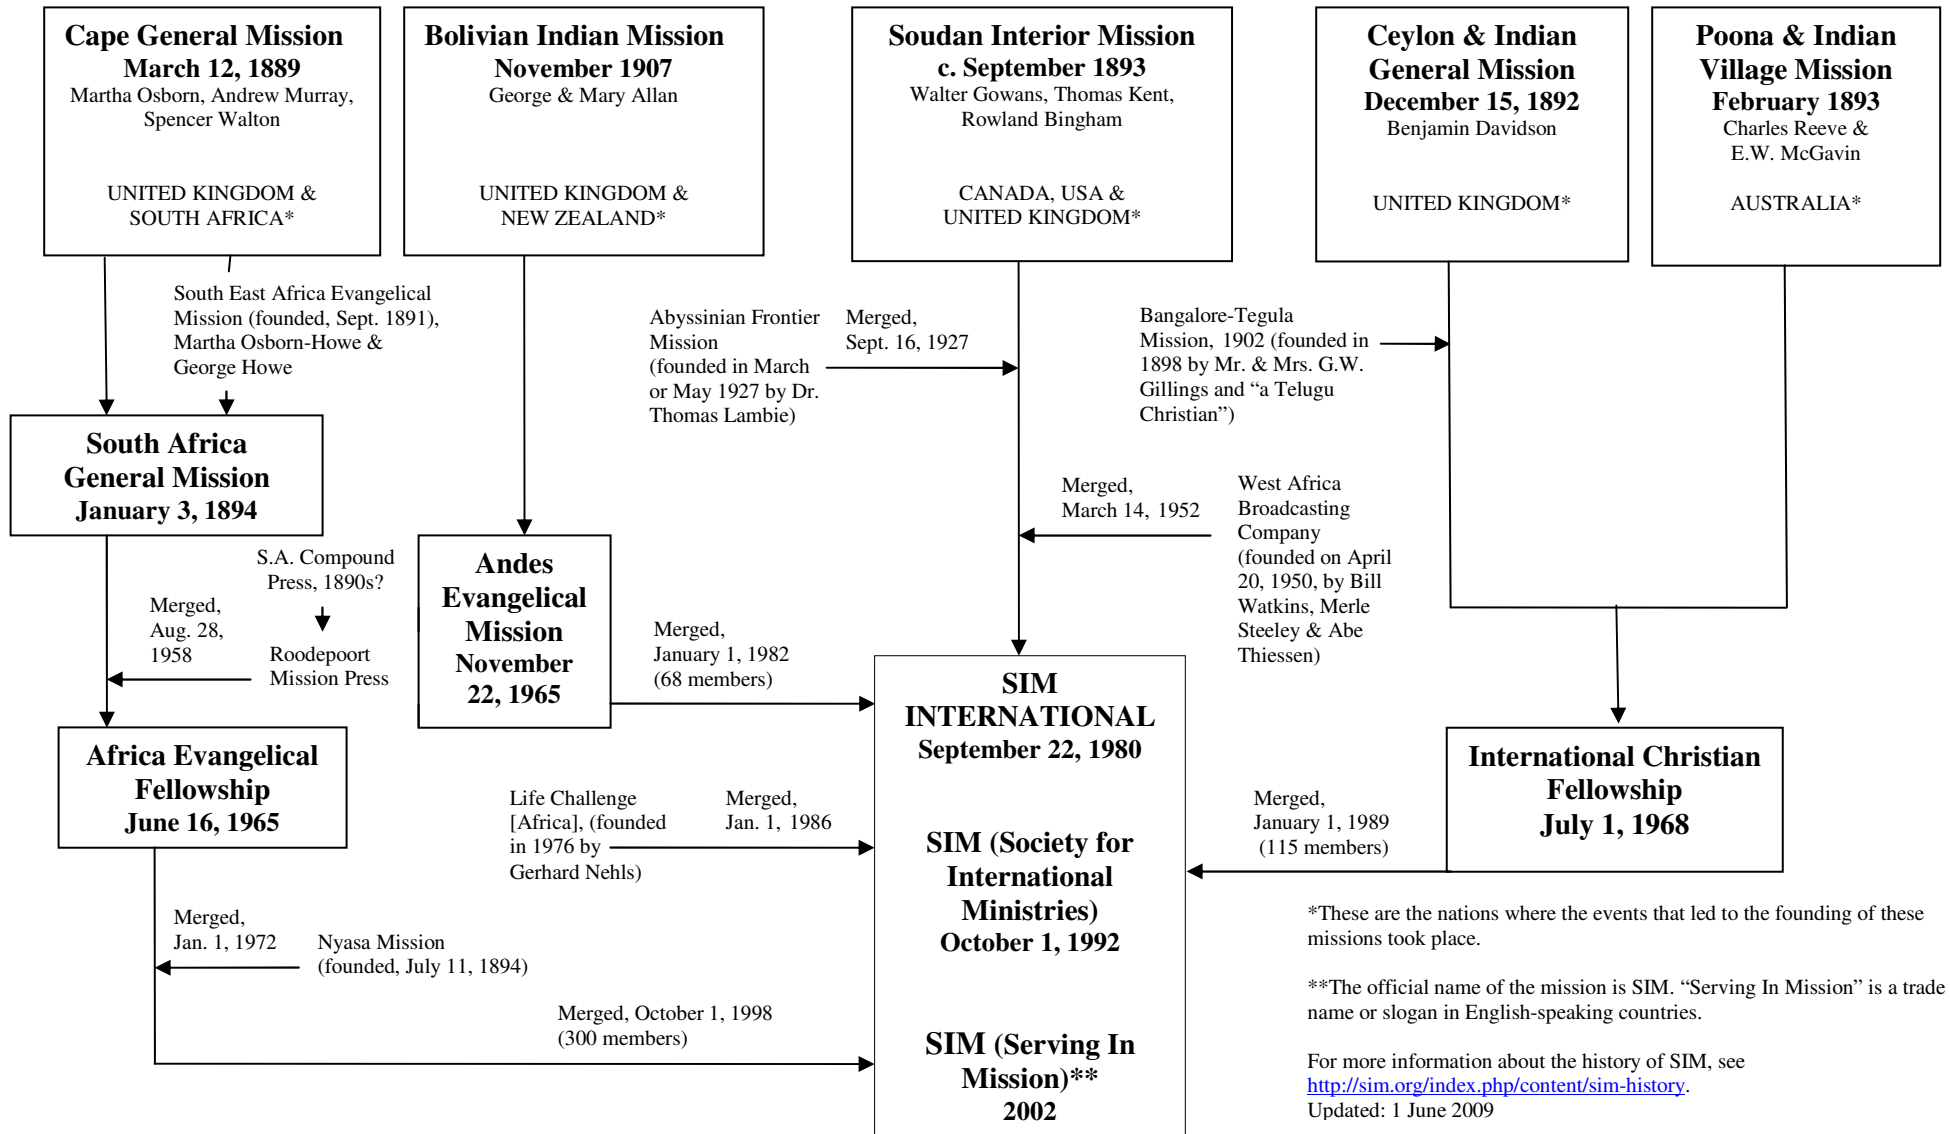 Cape General Mission
March 12, 1889
Martha Osborn, Andrew Murray,
Spencer Walton
UNITED KINGDOM &
SOUTH AFRICA*
Bolivian Indian Mission
November 1907
George & Mary Allan
UNITED KINGDOM &
NEW ZEALAND*
Soudan Interior Mission
c. September 1893
Walter Gowans, Thomas Kent,
Rowland Bingham
CANADA, USA &
UNITED KINGDOM*
Ceylon & Indian
General Mission
December 15, 1892
Benjamin Davidson
UNITED KINGDOM*
Poona & Indian
Village Mission
February 1893
Charles Reeve &
E.W. McGavin
AUSTRALIA*
South East Africa Evangelical
Mission (founded, Sept. 1891),
Martha Osborn-Howe &
George Howe
Abyssinian Frontier
Mission
(founded in March
or May 1927 by Dr.
Thomas Lambie)
Merged,
Sept. 16, 1927
Bangalore-Tegula
Mission, 1902 (founded in
1898 by Mr. & Mrs. G.W.
Gillings and “a Telugu
Christian”)
South Africa
General Mission
January 3, 1894
Merged,
March 14, 1952
West Africa
Broadcasting
Company
(founded on April
20, 1950, by Bill
Watkins, Merle
Steeley & Abe
Thiessen)
S.A. Compound
Press, 1890s?
Merged,
Aug. 28,
1958
Roodepoort
Mission Press
Andes
Evangelical
Mission
November
22, 1965
Merged,
January 1, 1982
(68 members)
SIM
INTERNATIONAL
September 22, 1980
SIM (Society for
International
Ministries)
October 1, 1992
SIM (Serving In
Mission)**
2002
Africa Evangelical
Fellowship
June 16, 1965
Life Challenge
[Africa], (founded
in 1976 by
Gerhard Nehls)
Merged,
Jan. 1, 1986
Merged,
January 1, 1989
(115 members)
International Christian
Fellowship
July 1, 1968
Merged,
Jan. 1, 1972
Nyasa Mission
(founded, July 11, 1894)
Merged, October 1, 1998
(300 members)
*These are the nations where the events that led to the founding of these
missions took place.
**The official name of the mission is SIM. “Serving In Mission” is a trade
name or slogan in English-speaking countries.
For more information about the history of SIM, see
http://sim.org/index.php/content/sim-history.
Updated: 1 June 2009